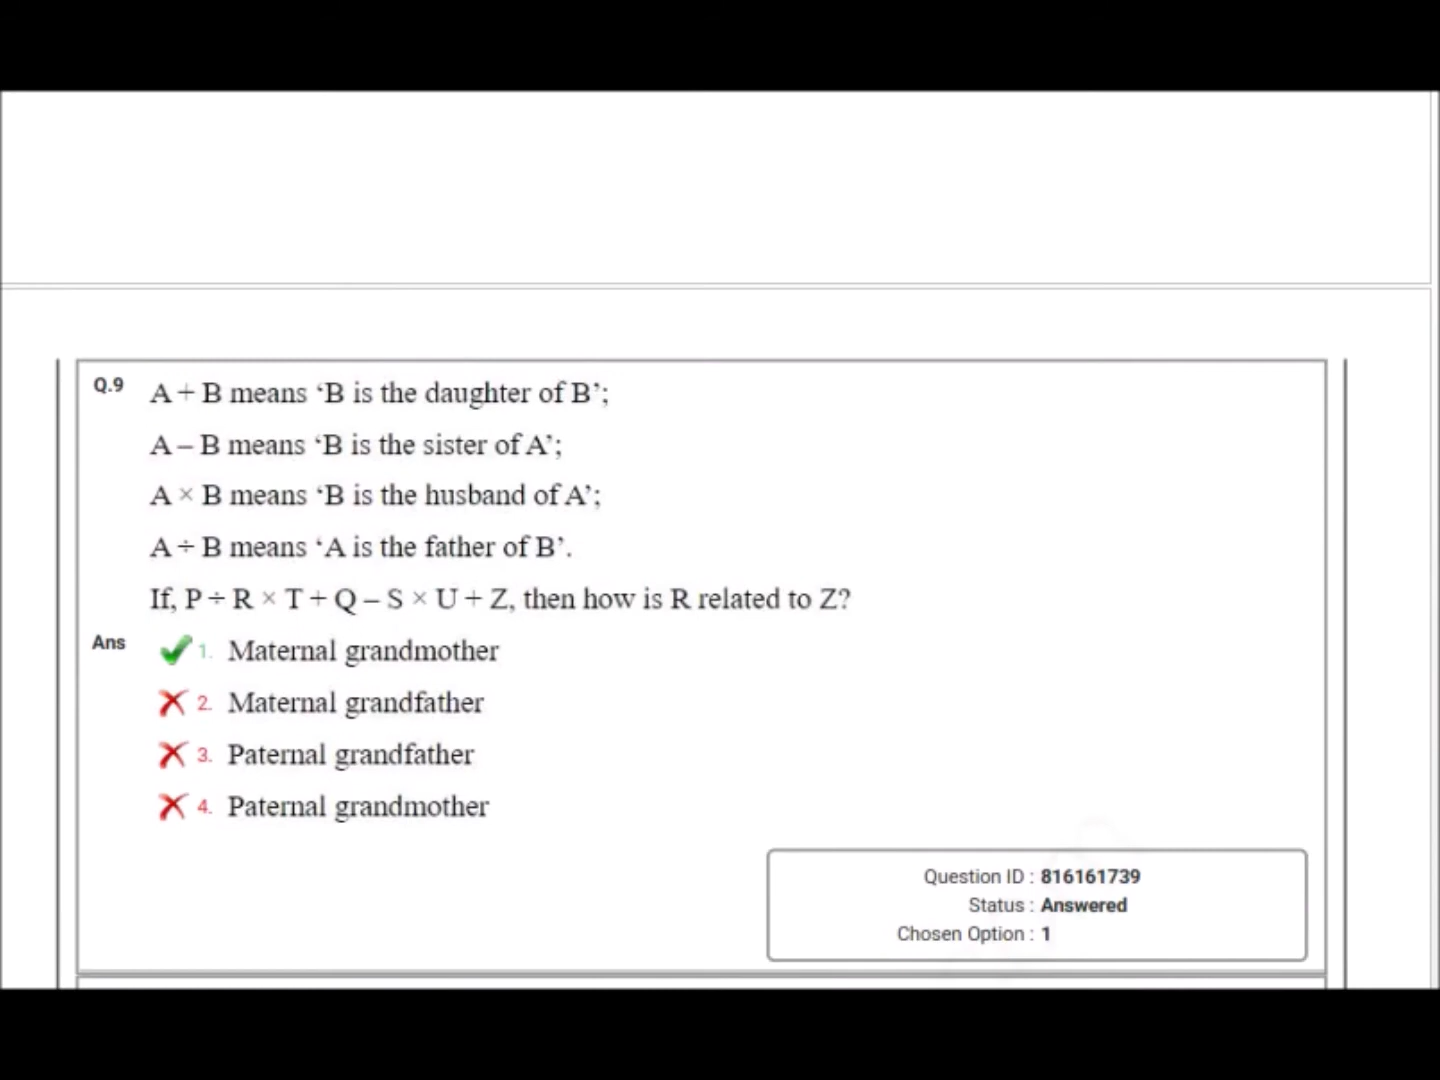 Q.9 A + B means ‘B is the daughter of B’;
A – B means ‘B is the sister of A’;
A × B means ‘B is the husband of A’;
A ÷ B means ‘A is the father of B’.
If, P ÷ R × T + Q – S × U + Z, then how is R related to Z?
Ans 1. Maternal grandmother
2. Maternal grandfather
3. Paternal grandfather
4. Paternal grandmother
Question ID : 816161739
Status : Answered
Chosen Option : 1